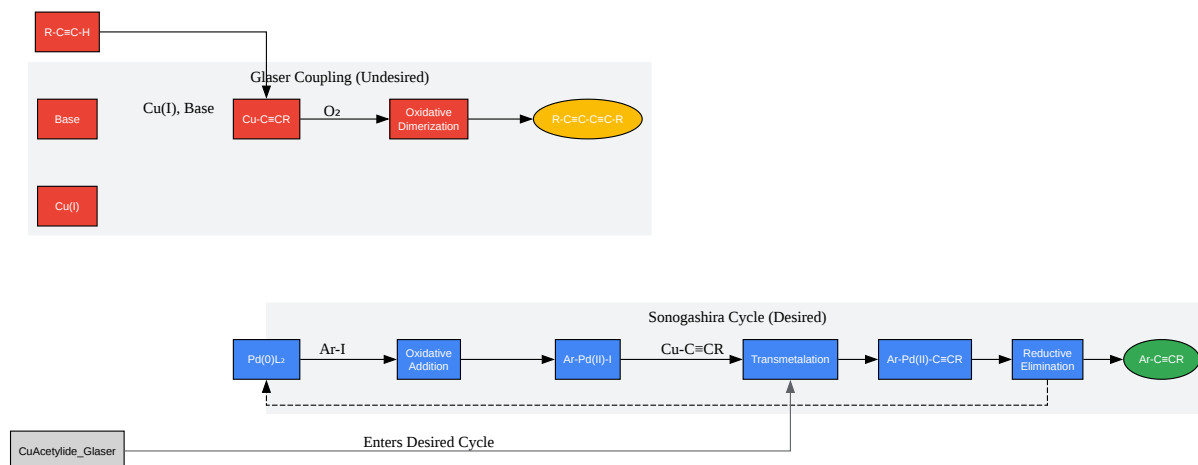 R-C≡C-H
Glaser Coupling (Undesired)
Base
Cu(I), Base
Cu-C≡CR
O₂
Oxidative
Dimerization
R-C≡C-C≡C-R
Cu(I)
Sonogashira Cycle (Desired)
Pd(0)L₂
Ar-I
Oxidative
Addition
Ar-Pd(II)-I
Cu-C≡CR
Transmetalation
Ar-Pd(II)-C≡CR
Reductive
Elimination
Ar-C≡CR
CuAcetylide_Glaser
Enters Desired Cycle